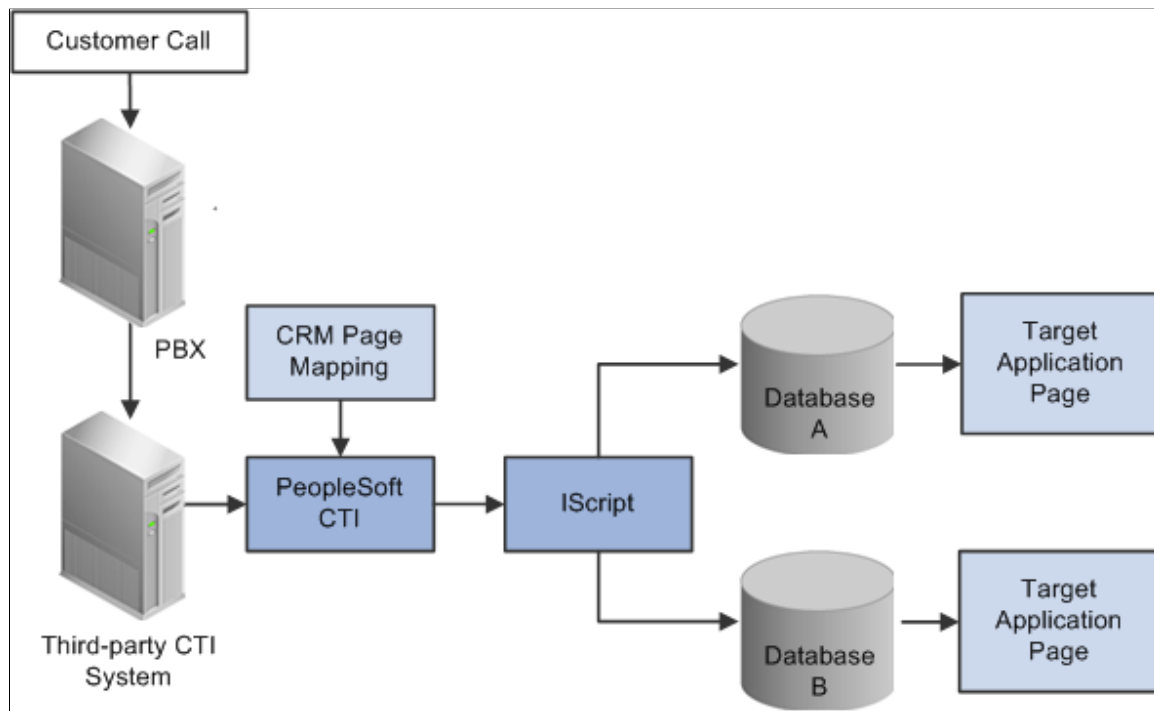 Customer Call
PBX
CRM Page
Mapping
Third-party CTI
System
PeopleSoft
CTI
IScript
Database
A
Target
Application
Page
Database
B
Target
Application
Page